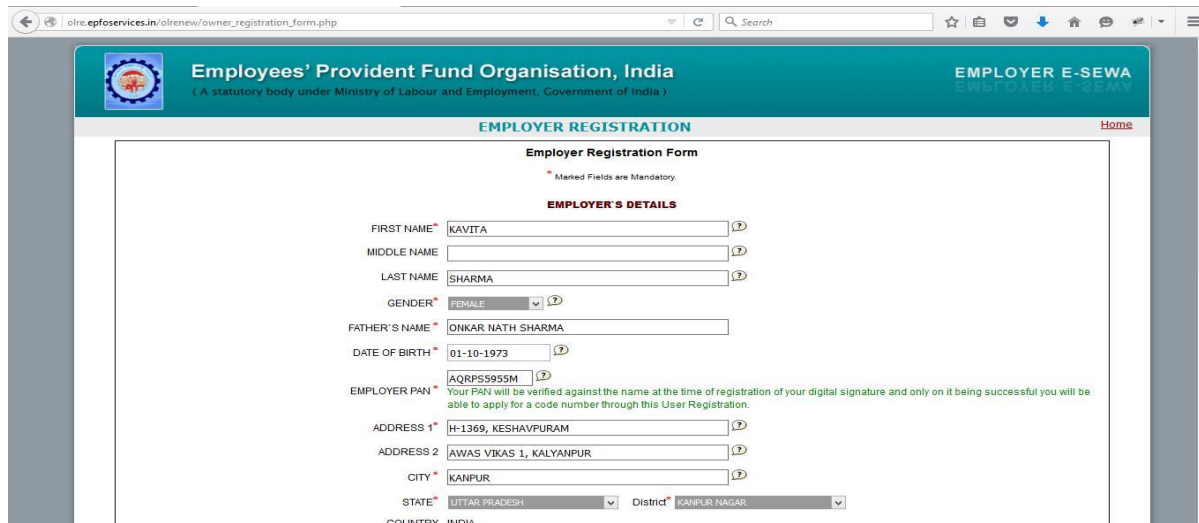 olre.epfoservices.in/olrenew/owner_registration_form.php
Search
Employees' Provident Fund Organisation, India
EMPLOYER E-SEWA
( A statutory body under Ministry of Labour and Employment, Government of India )
EMPLOYER REGISTRATION
Home
Employer Registration Form
* Marked Fields are Mandatory.
EMPLOYER`S DETAILS
FIRST NAME* KAVITA
MIDDLE NAME
LAST NAME SHARMA
GENDER* FEMALE
FATHER`S NAME * ONKAR NATH SHARMA
DATE OF BIRTH * 01-10-1973
EMPLOYER PAN * AQRPS5955M
Your PAN will be verified against the name at the time of registration of your digital signature and only on it being successful you will be
able to apply for a code number through this User Registration.
ADDRESS 1* H-1369, KESHAVPURAM
ADDRESS 2 AWAS VIKAS 1, KALYANPUR
CITY* KANPUR
STATE* UTTAR PRADESH District* KANPUR NAGAR
COUNTRY INDIA